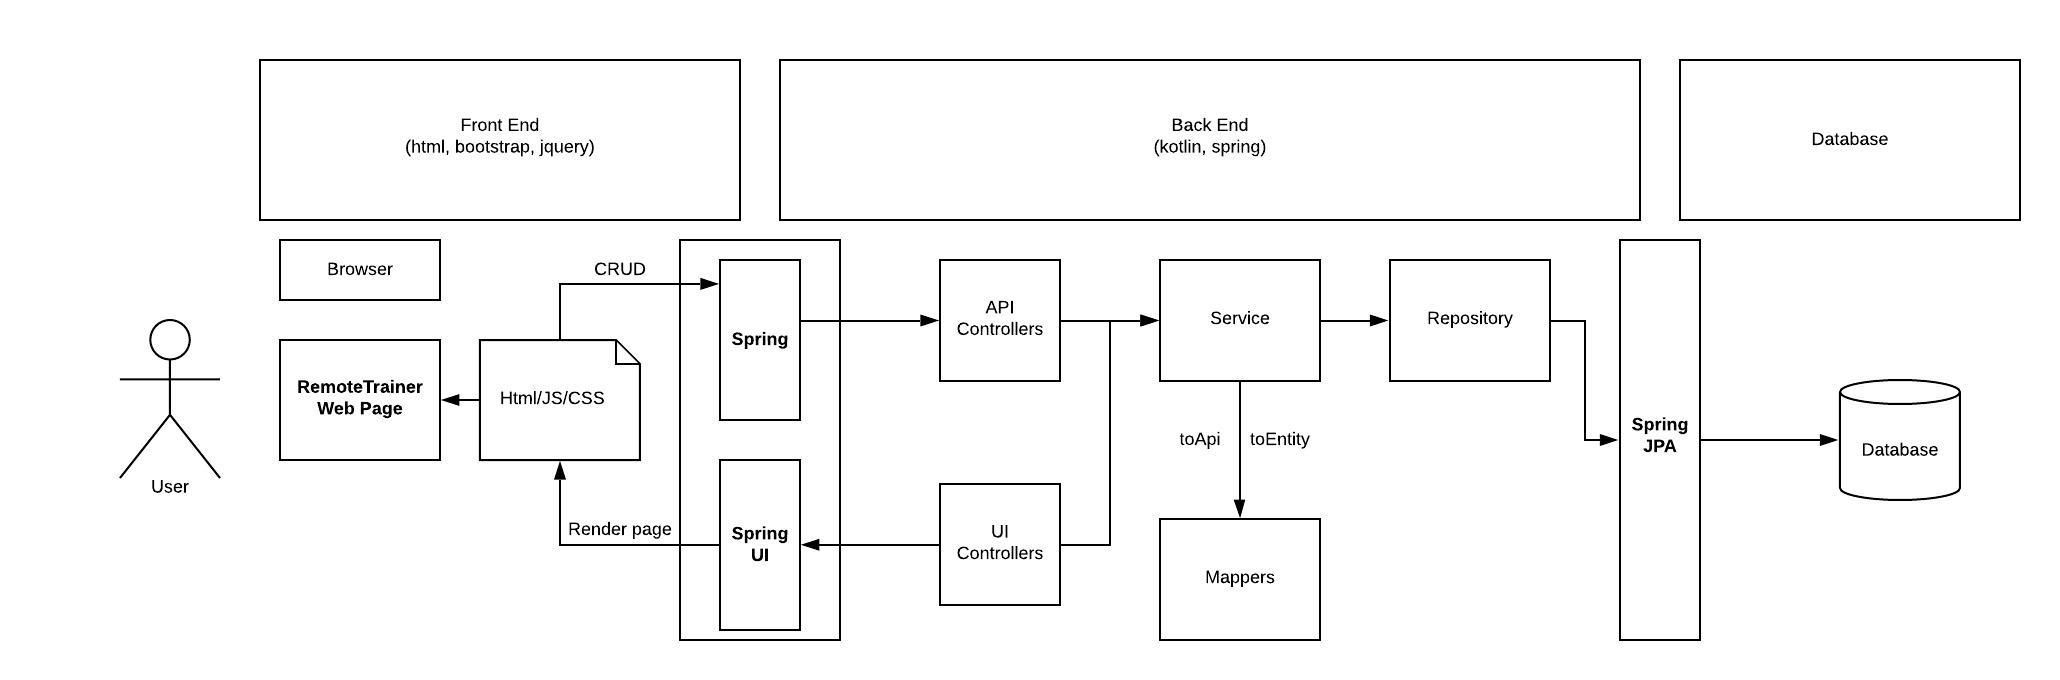 Front End
(html, bootstrap, jquery)
Back End
(kotlin, spring)
Database
Browser
CRUD
Spring
API
Controllers
Service
Repository
RemoteTrainer
Web Page
Html/JS/CSS
User
Render page
Spring
UI
UI
Controllers
toApi
toEntity
Mappers
Spring
JPA
Database